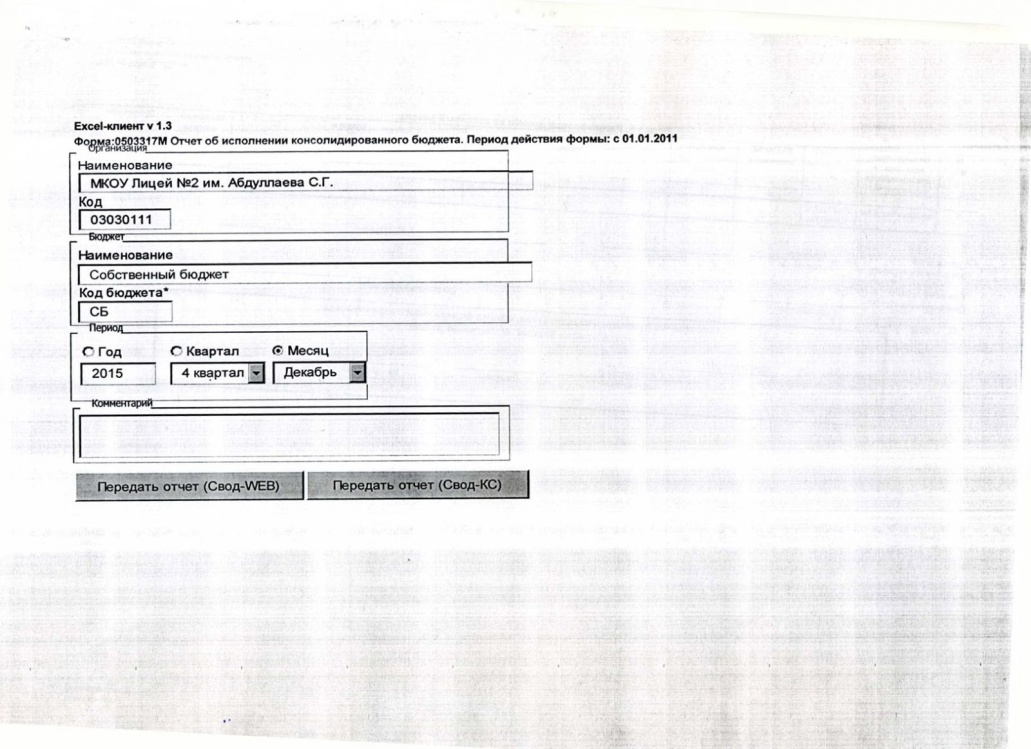 Excel-клиент v 1.3
Форма:0503317М Отчет об исполнении консолидированного бюджета. Период действия формы: с 01.01.2011
Организация
Наименование
МКОУ Лицей №2 им. Абдуллаева С.Г.
Код
03030111
Бюджет
Наименование
Собственный бюджет
Код бюджета*
СБ
Период
Год Квартал Месяц
2015 4 квартал Декабрь
Комментарий
Передать отчет (Свод-WEB) Передать отчет (Свод-КС)